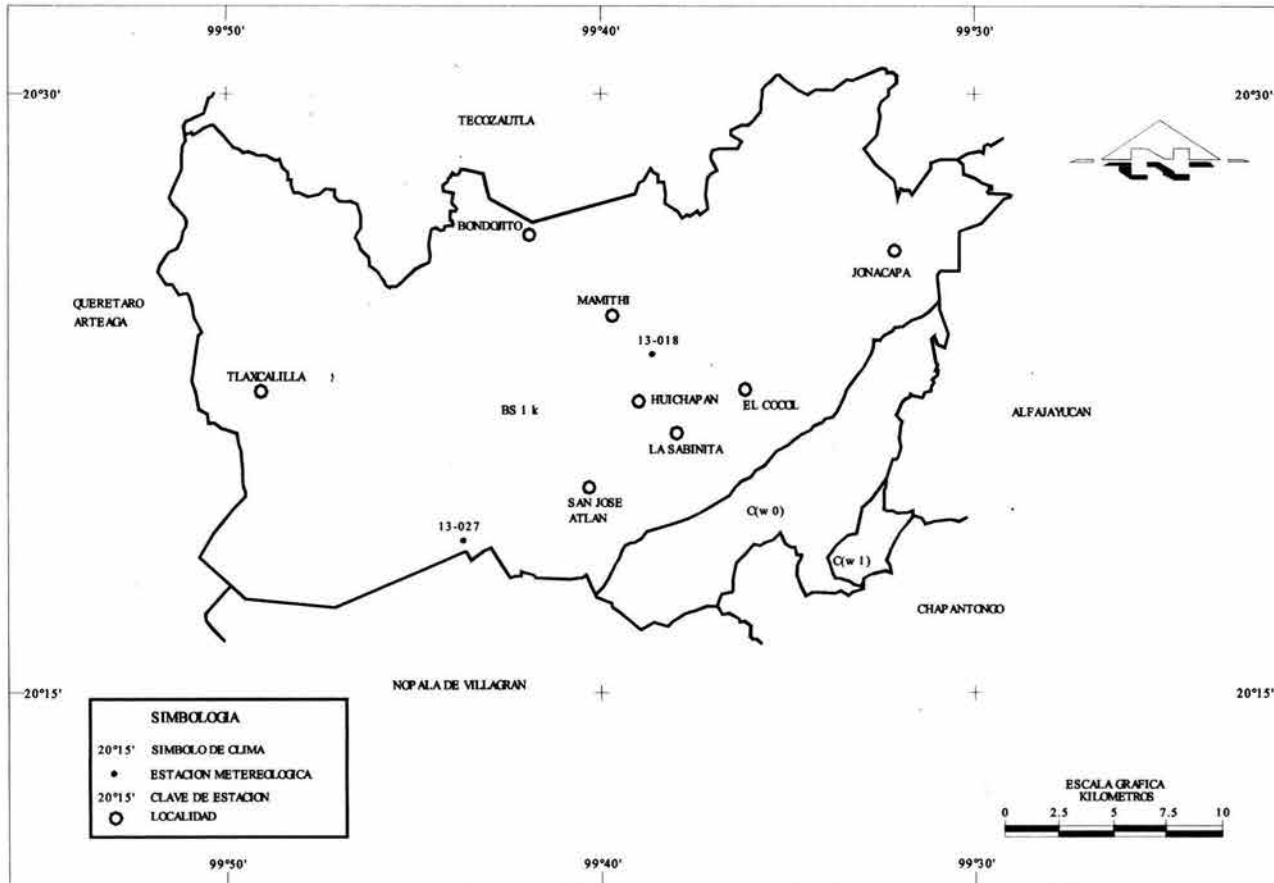 99°50'
99°40'
99°30'
20°30'
20°30'
TECOZAUTLA
N
BONDOJITO
JONACAPA
QUERETARO
ARTEAGA
MAMITHI
13-018
TLAXCALILLA
BS 1 k
HUICHAPAN
EL COCOL
ALFAJAYUCAN
LA SABINITA
SAN JOSE
ATLAN
C(w 0)
13-027
C(w 1)
CHAPANTONGO
NOPALA DE VILLAGRAN
20°15'
20°15'
SIMBOLOGIA
20°15' SIMBOLO DE CLIMA
ESTACION METEREOLOGICA
20°15' CLAVE DE ESTACION
LOCALIDAD
ESCALA GRAFICA
KILOMETROS
0 2.5 5 7.5 10
99°50'
99°40'
99°30'